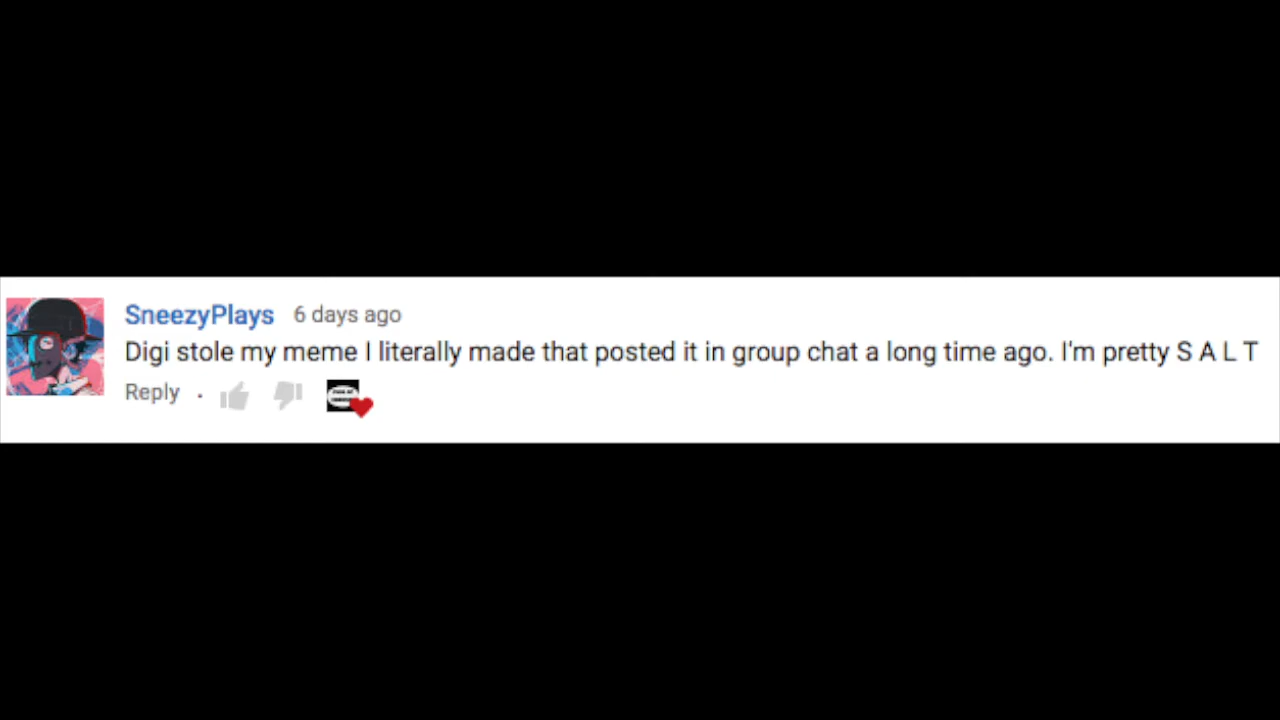 SneezyPlays 6 days ago
Digi stole my meme I literally made that posted it in group chat a long time ago. I'm pretty S A L T
Reply